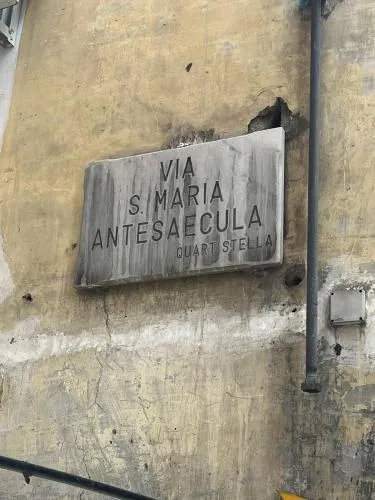 VIA
S. MARIA
ANTESAECULA
QUART STELLA